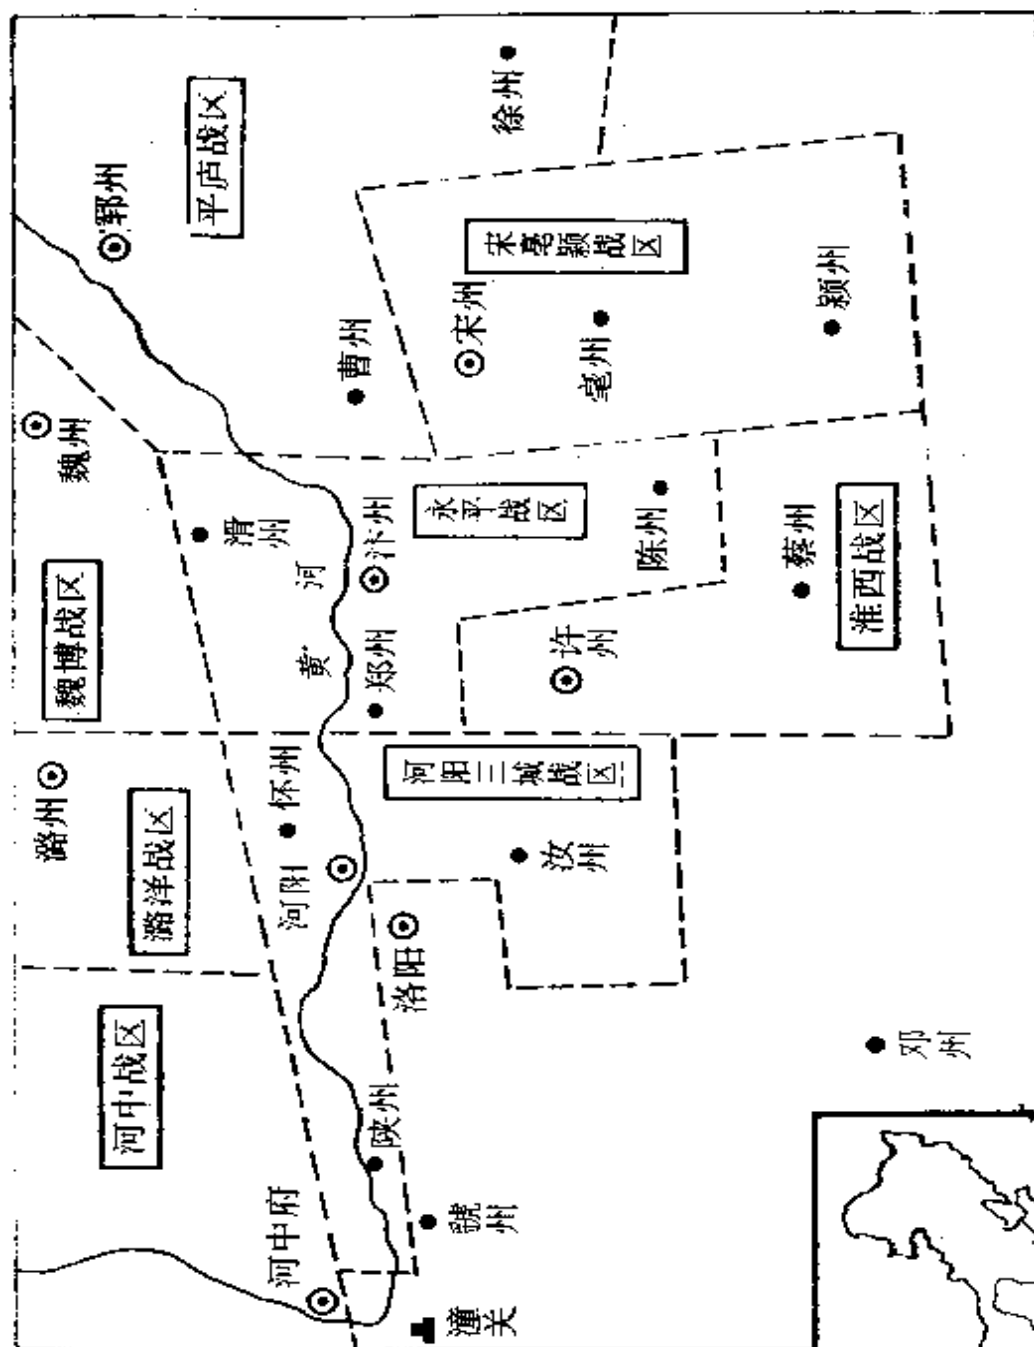 河中战区
潞洋战区
魏博战区
平庐战区
河中府
潞州
魏州
郓州
怀州
河阳
滑州
黄河
陕州
洛阳
郑州
汴州
曹州
徐州
潼关
虢州
河阳三城战区
永平战区
宋亳颖战区
宋州
汝州
许州
陈州
亳州
邓州
蔡州
颖州
淮西战区